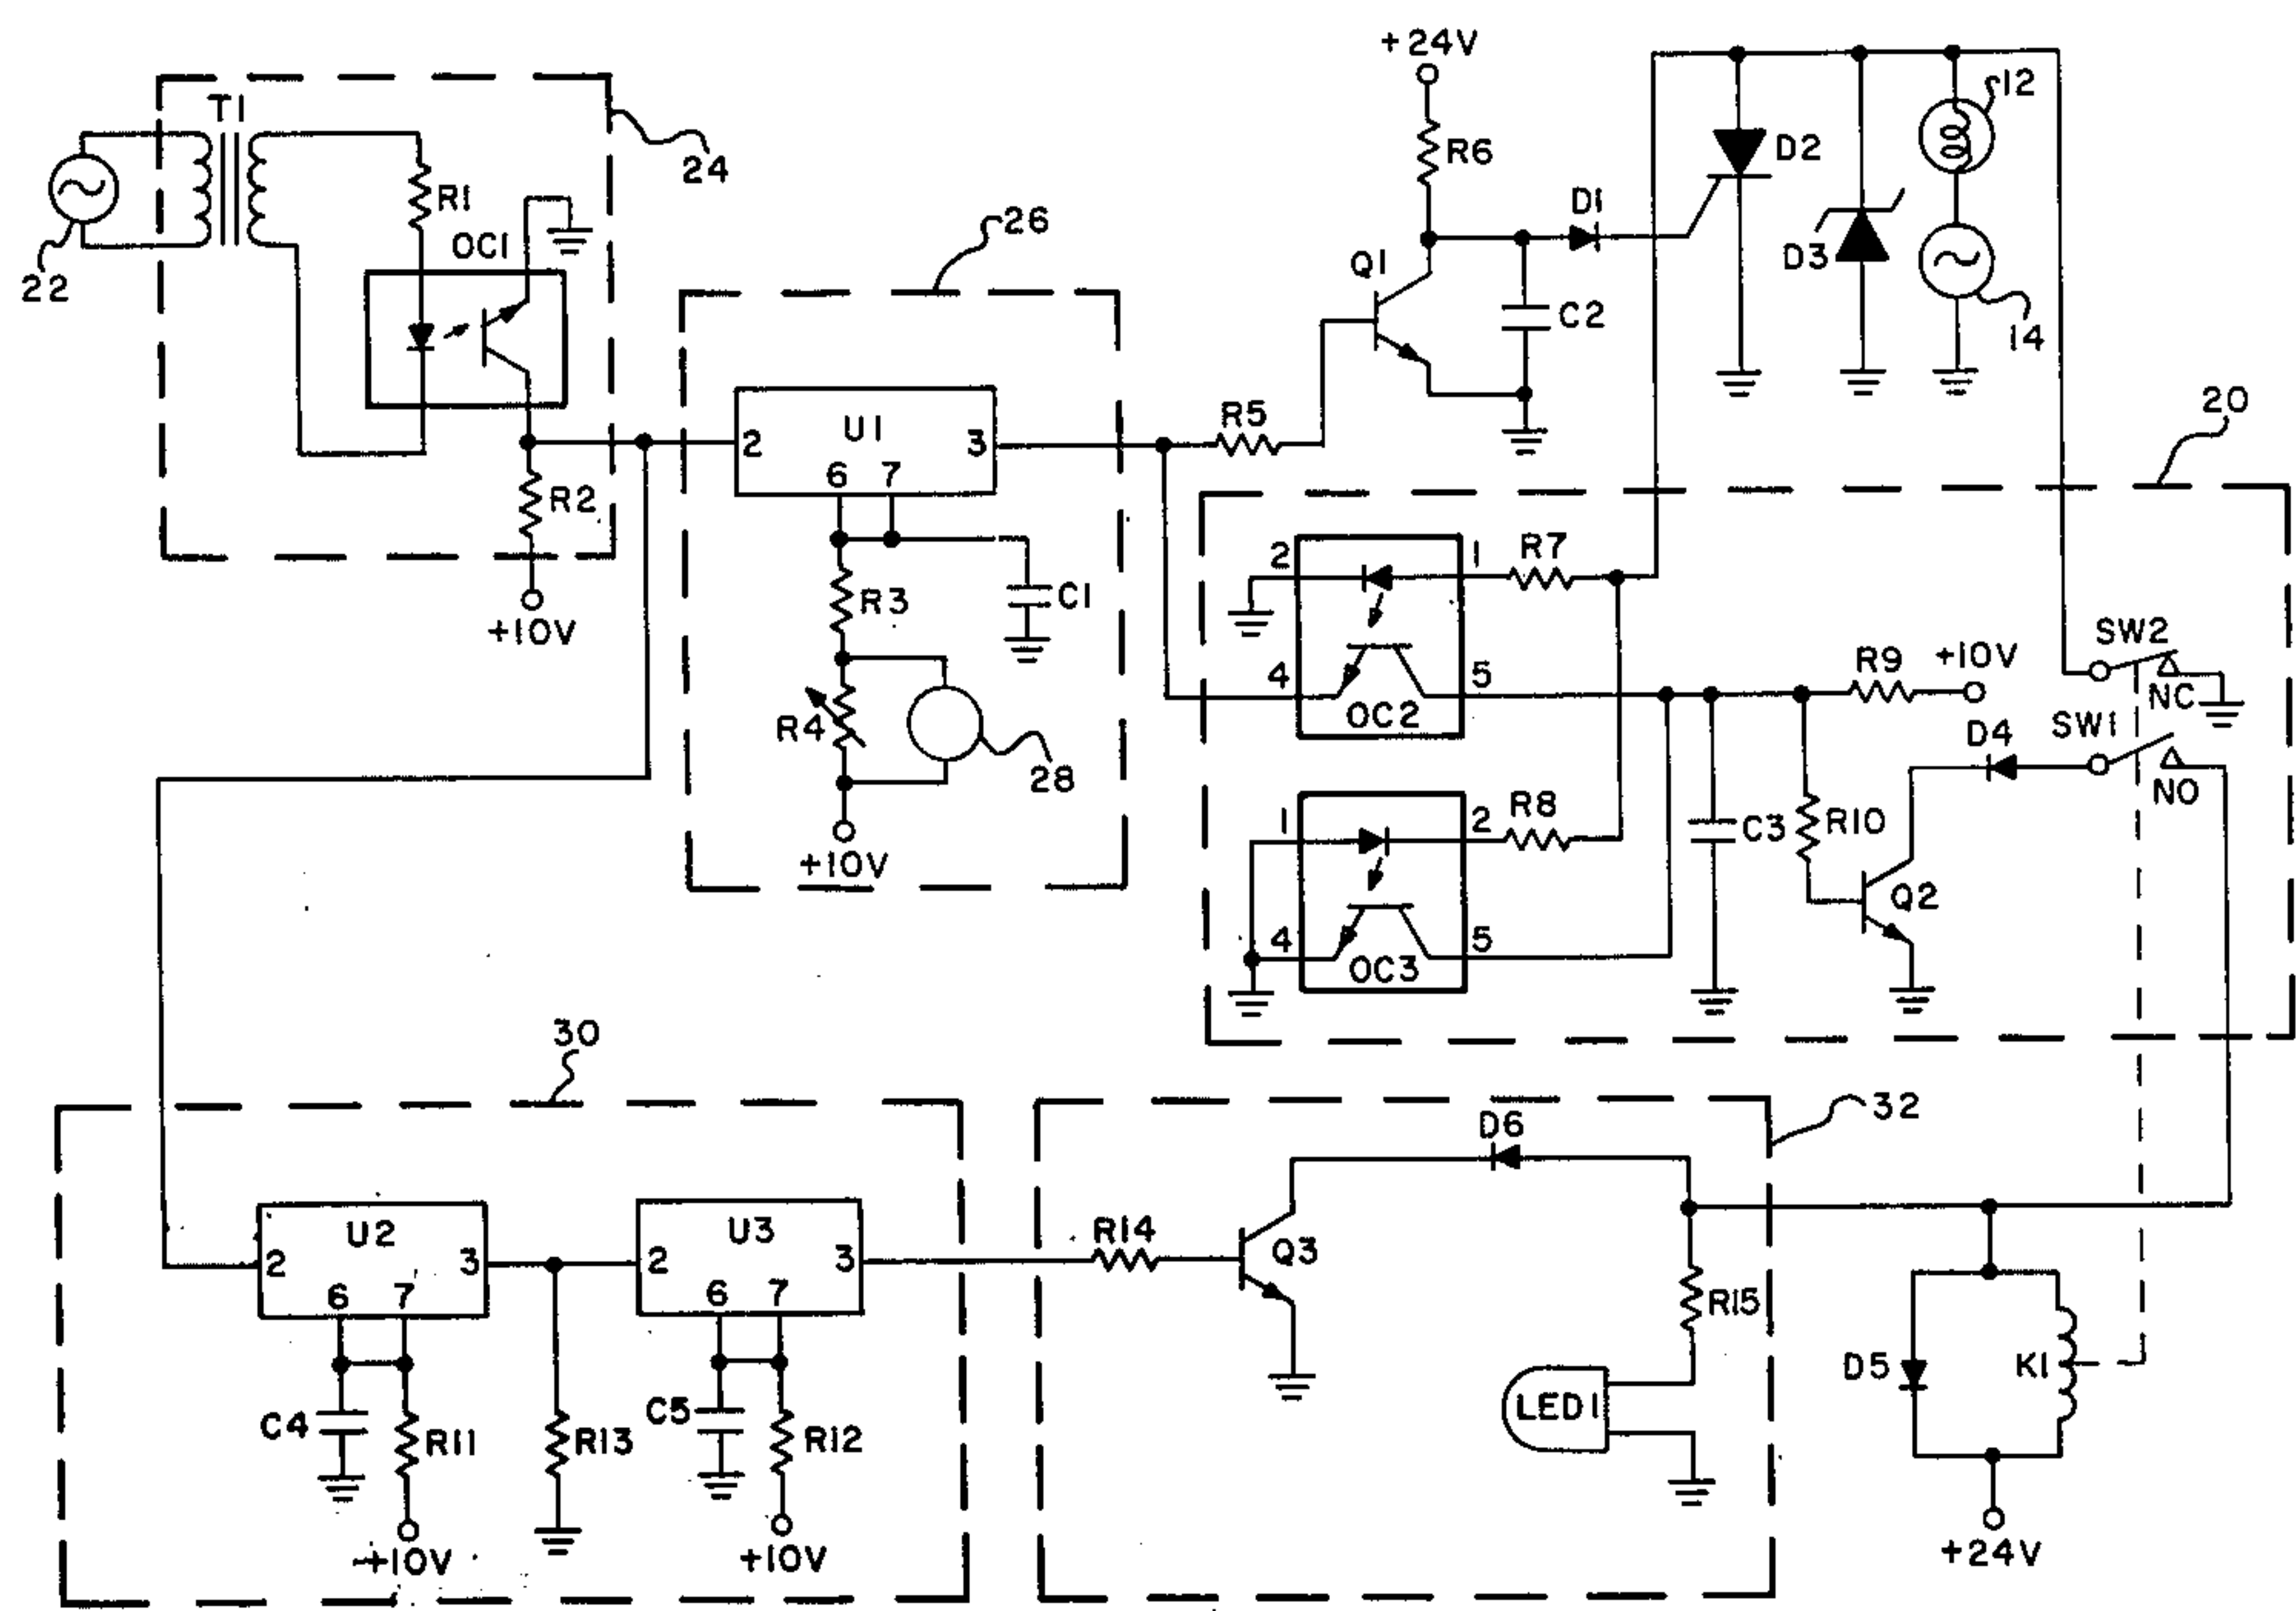 +24V
12
T1
24
R6
D2
R1
D1
OC1
26
D3
22
Q1
C2
14
20
R5
2
U1
3
6
7
R2
2
1
R7
R3
C1
+10V
SW2
R9
+10V
4
5
NC
OC2
R4
SW1
D4
28
NO
R8
1
2
C3
R10
+10V
Q2
4
5
OC3
30
32
D6
U2
U3
R14
Q3
2
3
2
3
6
7
6
7
R15
D5
K1
C4
C5
LED1
R11
R13
R12
+10V
+10V
+24V